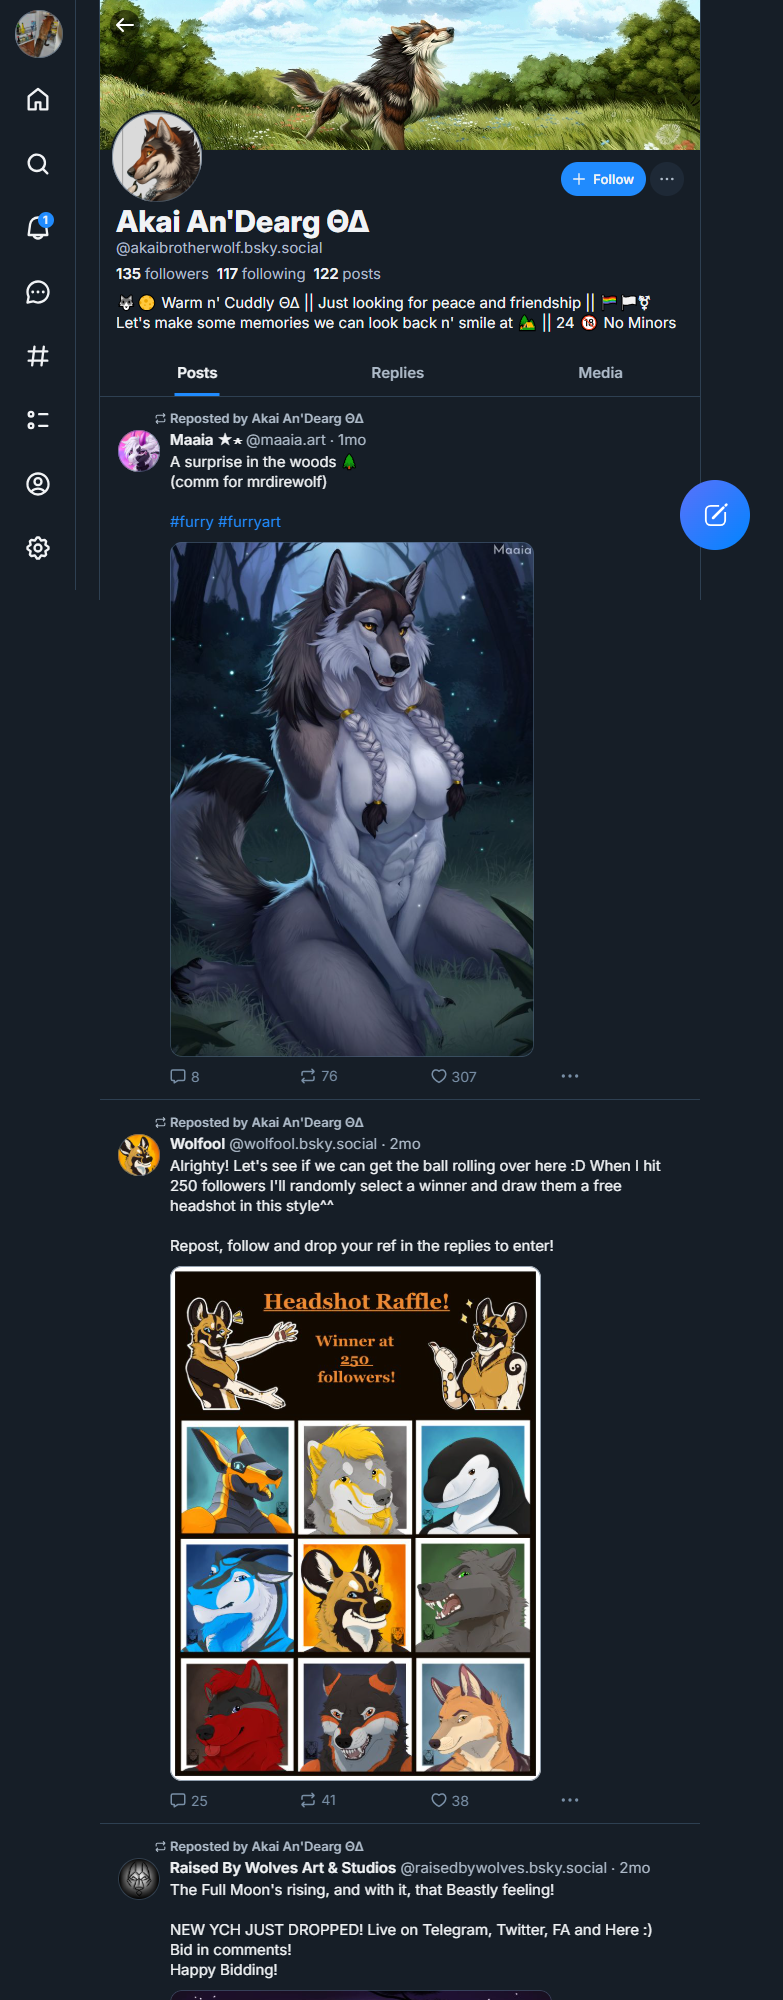 1
Follow
Akai An'Dearg ΘΔ
@akaibrotherwolf.bsky.social
135 followers 117 following 122 posts
🐺 🌕 Warm n' Cuddly ΘΔ || Just looking for peace and friendship || 🏴‍🌈 🏳️‍⚧️
Let's make some memories we can look back n' smile at 🏕️ || 24 🔞 No Minors
Posts Replies Media
Reposted by Akai An'Dearg ΘΔ
Maaia ★⭑ @maaia.art · 1mo
A surprise in the woods 🌲
(comm for mrdirewolf)
#furry #furryart
Maaia
8 76 307
Reposted by Akai An'Dearg ΘΔ
Wolfool @wolfool.bsky.social · 2mo
Alrighty! Let's see if we can get the ball rolling over here :D When I hit
250 followers I'll randomly select a winner and draw them a free
headshot in this style^^
Repost, follow and drop your ref in the replies to enter!
Headshot Raffle!
Winner at
250
followers!
25 41 38
Reposted by Akai An'Dearg ΘΔ
Raised By Wolves Art & Studios @raisedbywolves.bsky.social · 2mo
The Full Moon's rising, and with it, that Beastly feeling!
NEW YCH JUST DROPPED! Live on Telegram, Twitter, FA and Here :)
Bid in comments!
Happy Bidding!